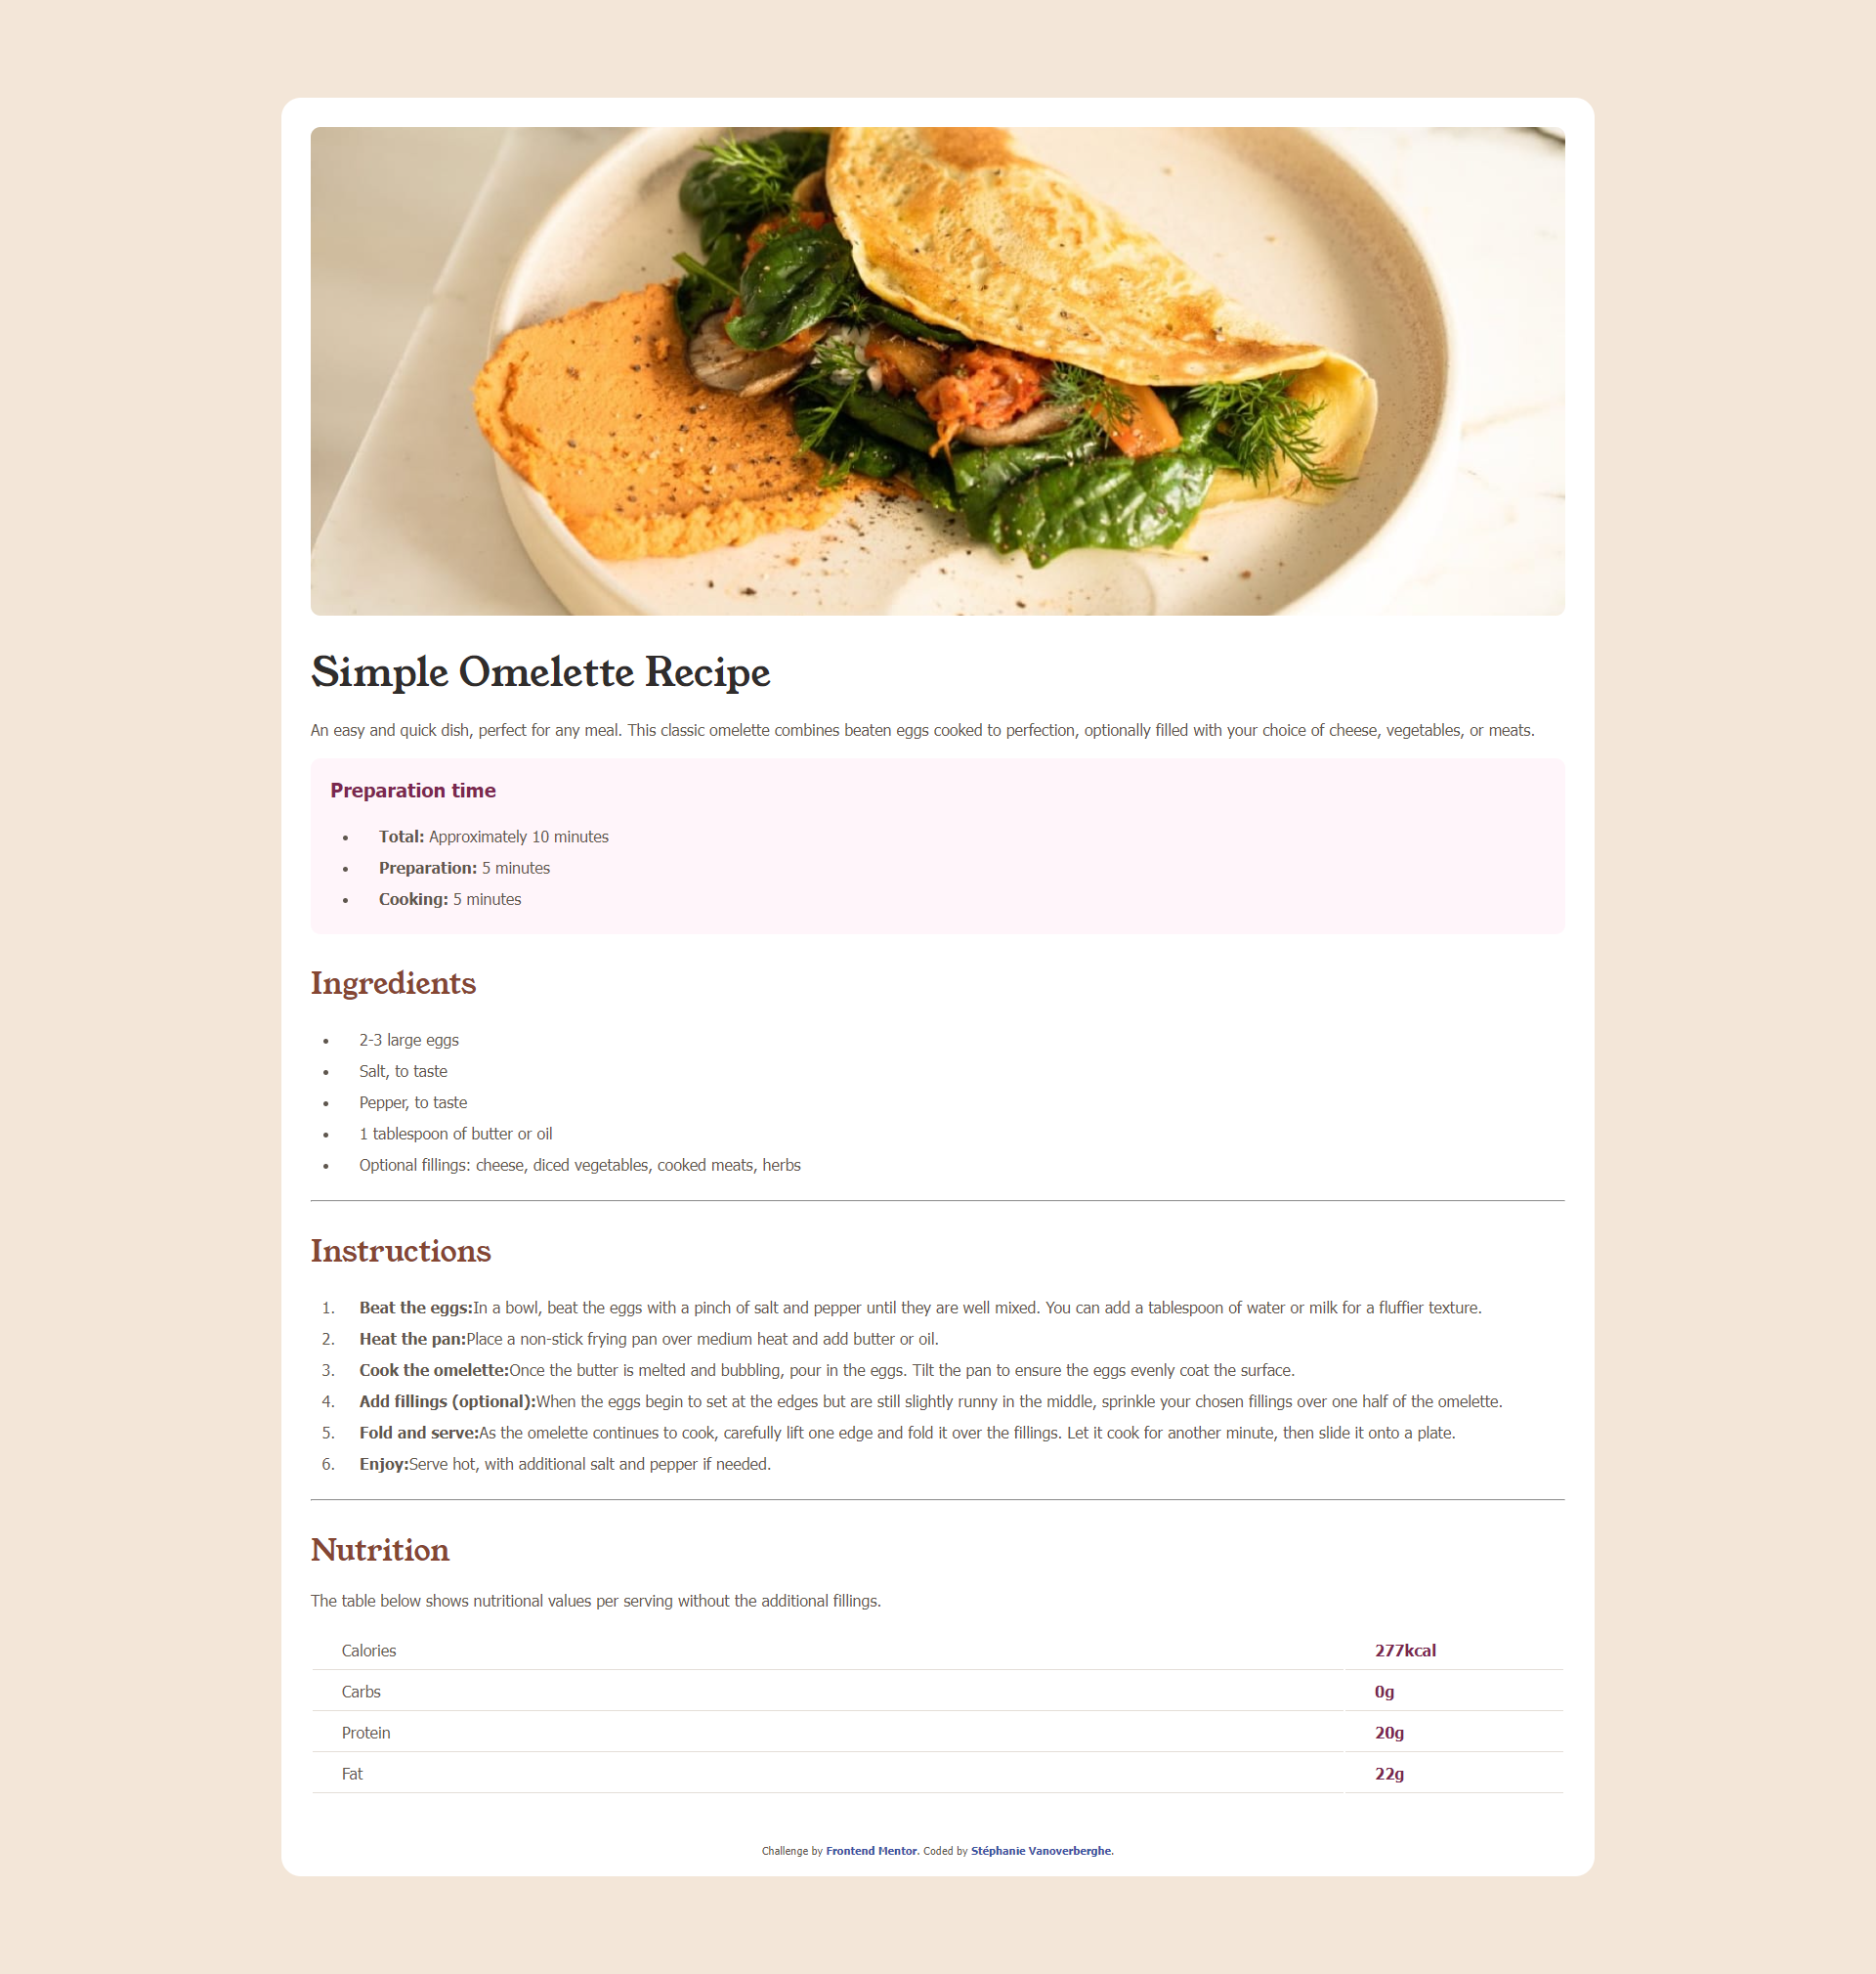 Simple Omelette Recipe
An easy and quick dish, perfect for any meal. This classic omelette combines beaten eggs cooked to perfection, optionally filled with your choice of cheese, vegetables, or meats.
Preparation time
• Total: Approximately 10 minutes
• Preparation: 5 minutes
• Cooking: 5 minutes
Ingredients
• 2-3 large eggs
• Salt, to taste
• Pepper, to taste
• 1 tablespoon of butter or oil
• Optional fillings: cheese, diced vegetables, cooked meats, herbs
Instructions
1. Beat the eggs:In a bowl, beat the eggs with a pinch of salt and pepper until they are well mixed. You can add a tablespoon of water or milk for a fluffier texture.
2. Heat the pan:Place a non-stick frying pan over medium heat and add butter or oil.
3. Cook the omelette:Once the butter is melted and bubbling, pour in the eggs. Tilt the pan to ensure the eggs evenly coat the surface.
4. Add fillings (optional):When the eggs begin to set at the edges but are still slightly runny in the middle, sprinkle your chosen fillings over one half of the omelette.
5. Fold and serve:As the omelette continues to cook, carefully lift one edge and fold it over the fillings. Let it cook for another minute, then slide it onto a plate.
6. Enjoy:Serve hot, with additional salt and pepper if needed.
Nutrition
The table below shows nutritional values per serving without the additional fillings.
Calories 277kcal
Carbs 0g
Protein 20g
Fat 22g
Challenge by Frontend Mentor. Coded by Stéphanie Vanoverberghe.